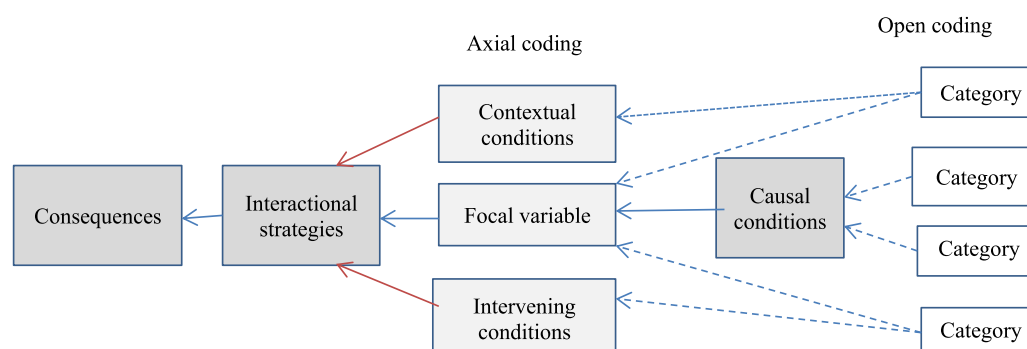 Open coding
Axial coding
Category
Contextual
conditions
Category
Causal
conditions
Interactional
strategies
Focal variable
Consequences
Category
Intervening
conditions
Category